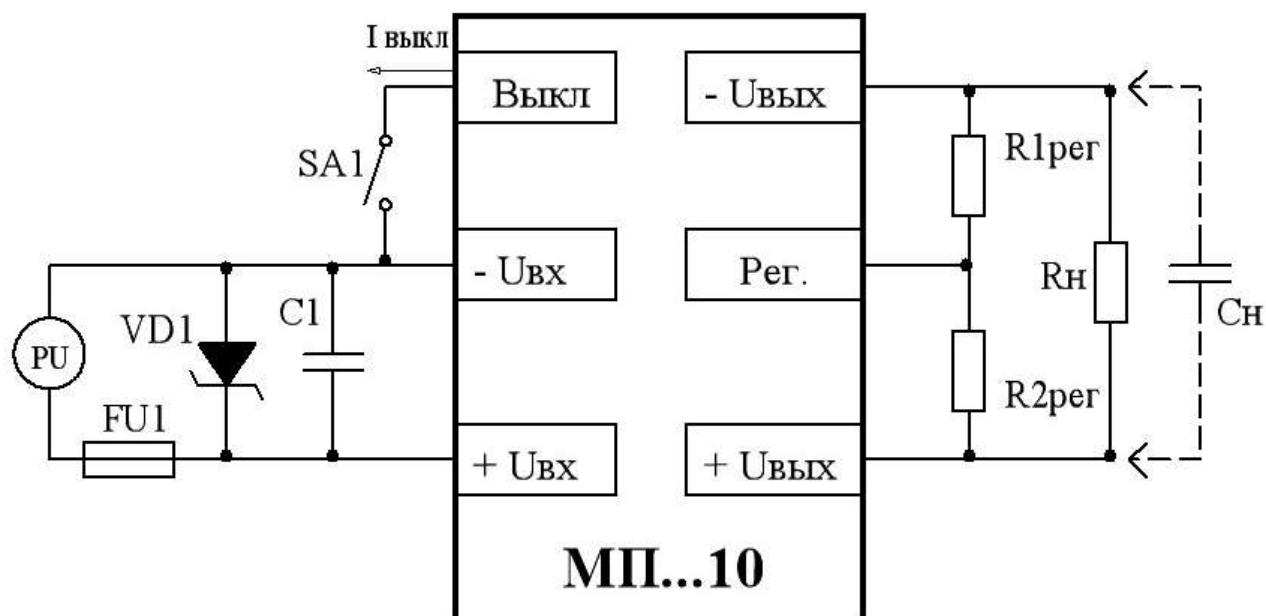 I выкл
Выкл
- Uвых
SA1
R1рег
- Uвх
Рег.
Rн
C1
VD1
Cн
PU
R2рег
FU1
+ Uвх
+ Uвых
МП...10